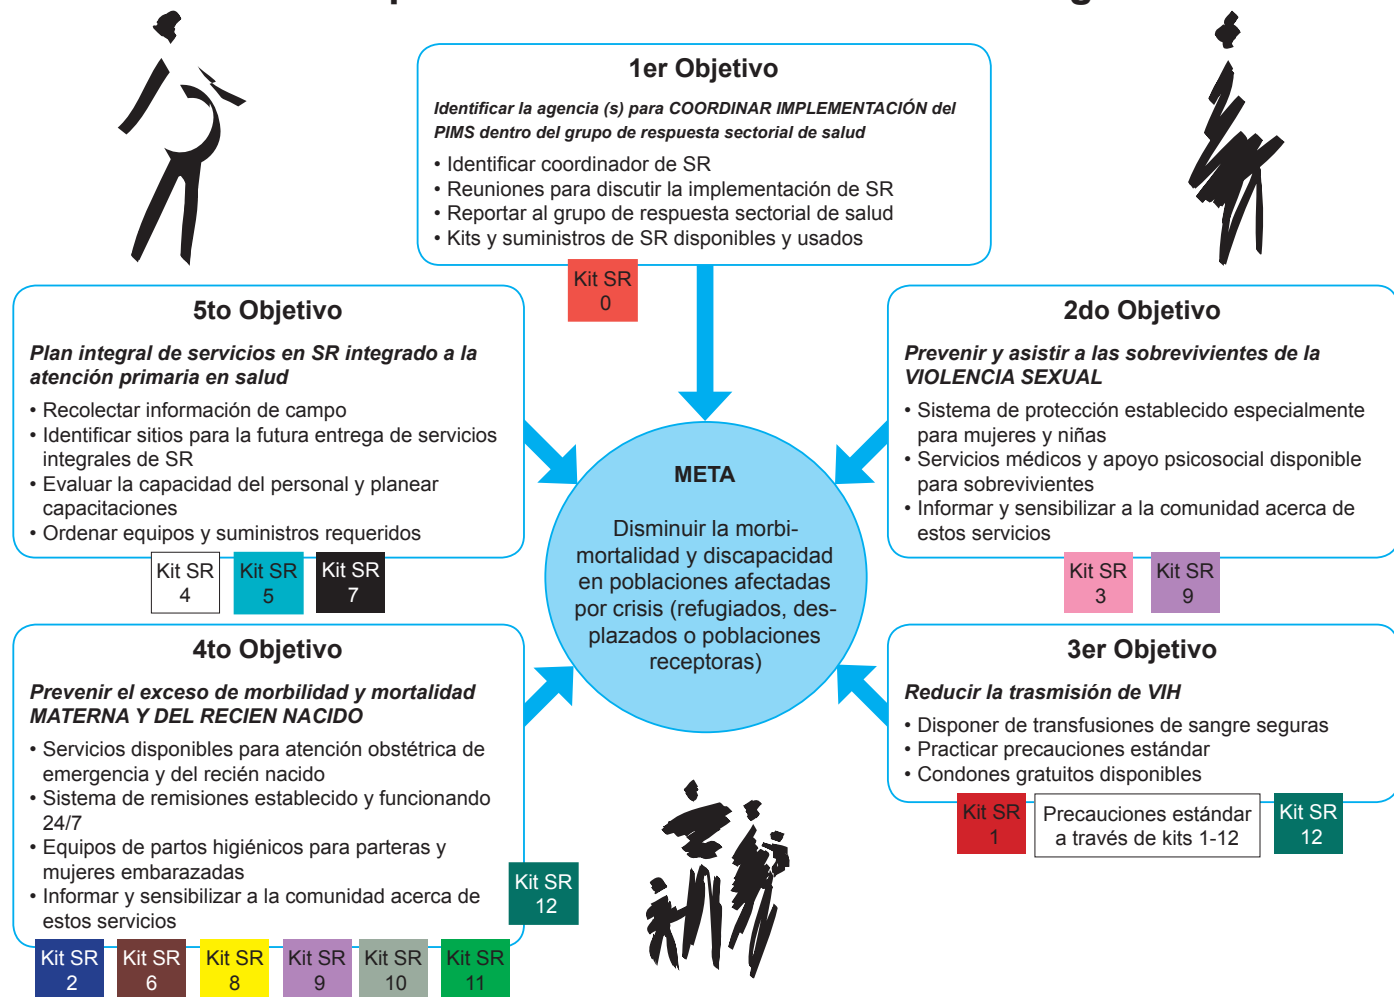 1er Objetivo
Identificar la agencia (s) para COORDINAR IMPLEMENTACIÓN del
PIMS dentro del grupo de respuesta sectorial de salud
• Identificar coordinador de SR
• Reuniones para discutir la implementación de SR
• Reportar al grupo de respuesta sectorial de salud
• Kits y suministros de SR disponibles y usados
Kit SR
0
5to Objetivo
Plan integral de servicios en SR integrado a la
atención primaria en salud
• Recolectar información de campo
• Identificar sitios para la futura entrega de servicios
integrales de SR
• Evaluar la capacidad del personal y planear
capacitaciones
• Ordenar equipos y suministros requeridos
Kit SR
4
Kit SR
5
Kit SR
7
2do Objetivo
Prevenir y asistir a las sobrevivientes de la
VIOLENCIA SEXUAL
• Sistema de protección establecido especialmente
para mujeres y niñas
• Servicios médicos y apoyo psicosocial disponible
para sobrevivientes
• Informar y sensibilizar a la comunidad acerca de
estos servicios
Kit SR
3
Kit SR
9
META
Disminuir la morbi-
mortalidad y discapacidad
en poblaciones afectadas
por crisis (refugiados, des-
plazados o poblaciones
receptoras)
4to Objetivo
Prevenir el exceso de morbilidad y mortalidad
MATERNA Y DEL RECIEN NACIDO
• Servicios disponibles para atención obstétrica de
emergencia y del recién nacido
• Sistema de remisiones establecido y funcionando
24/7
• Equipos de partos higiénicos para parteras y
mujeres embarazadas
• Informar y sensibilizar a la comunidad acerca de
estos servicios
Kit SR
12
Kit SR
2
Kit SR
6
Kit SR
8
Kit SR
9
Kit SR
10
Kit SR
11
3er Objetivo
Reducir la trasmisión de VIH
• Disponer de transfusiones de sangre seguras
• Practicar precauciones estándar
• Condones gratuitos disponibles
Kit SR
1
Precauciones estándar
a través de kits 1-12
Kit SR
12